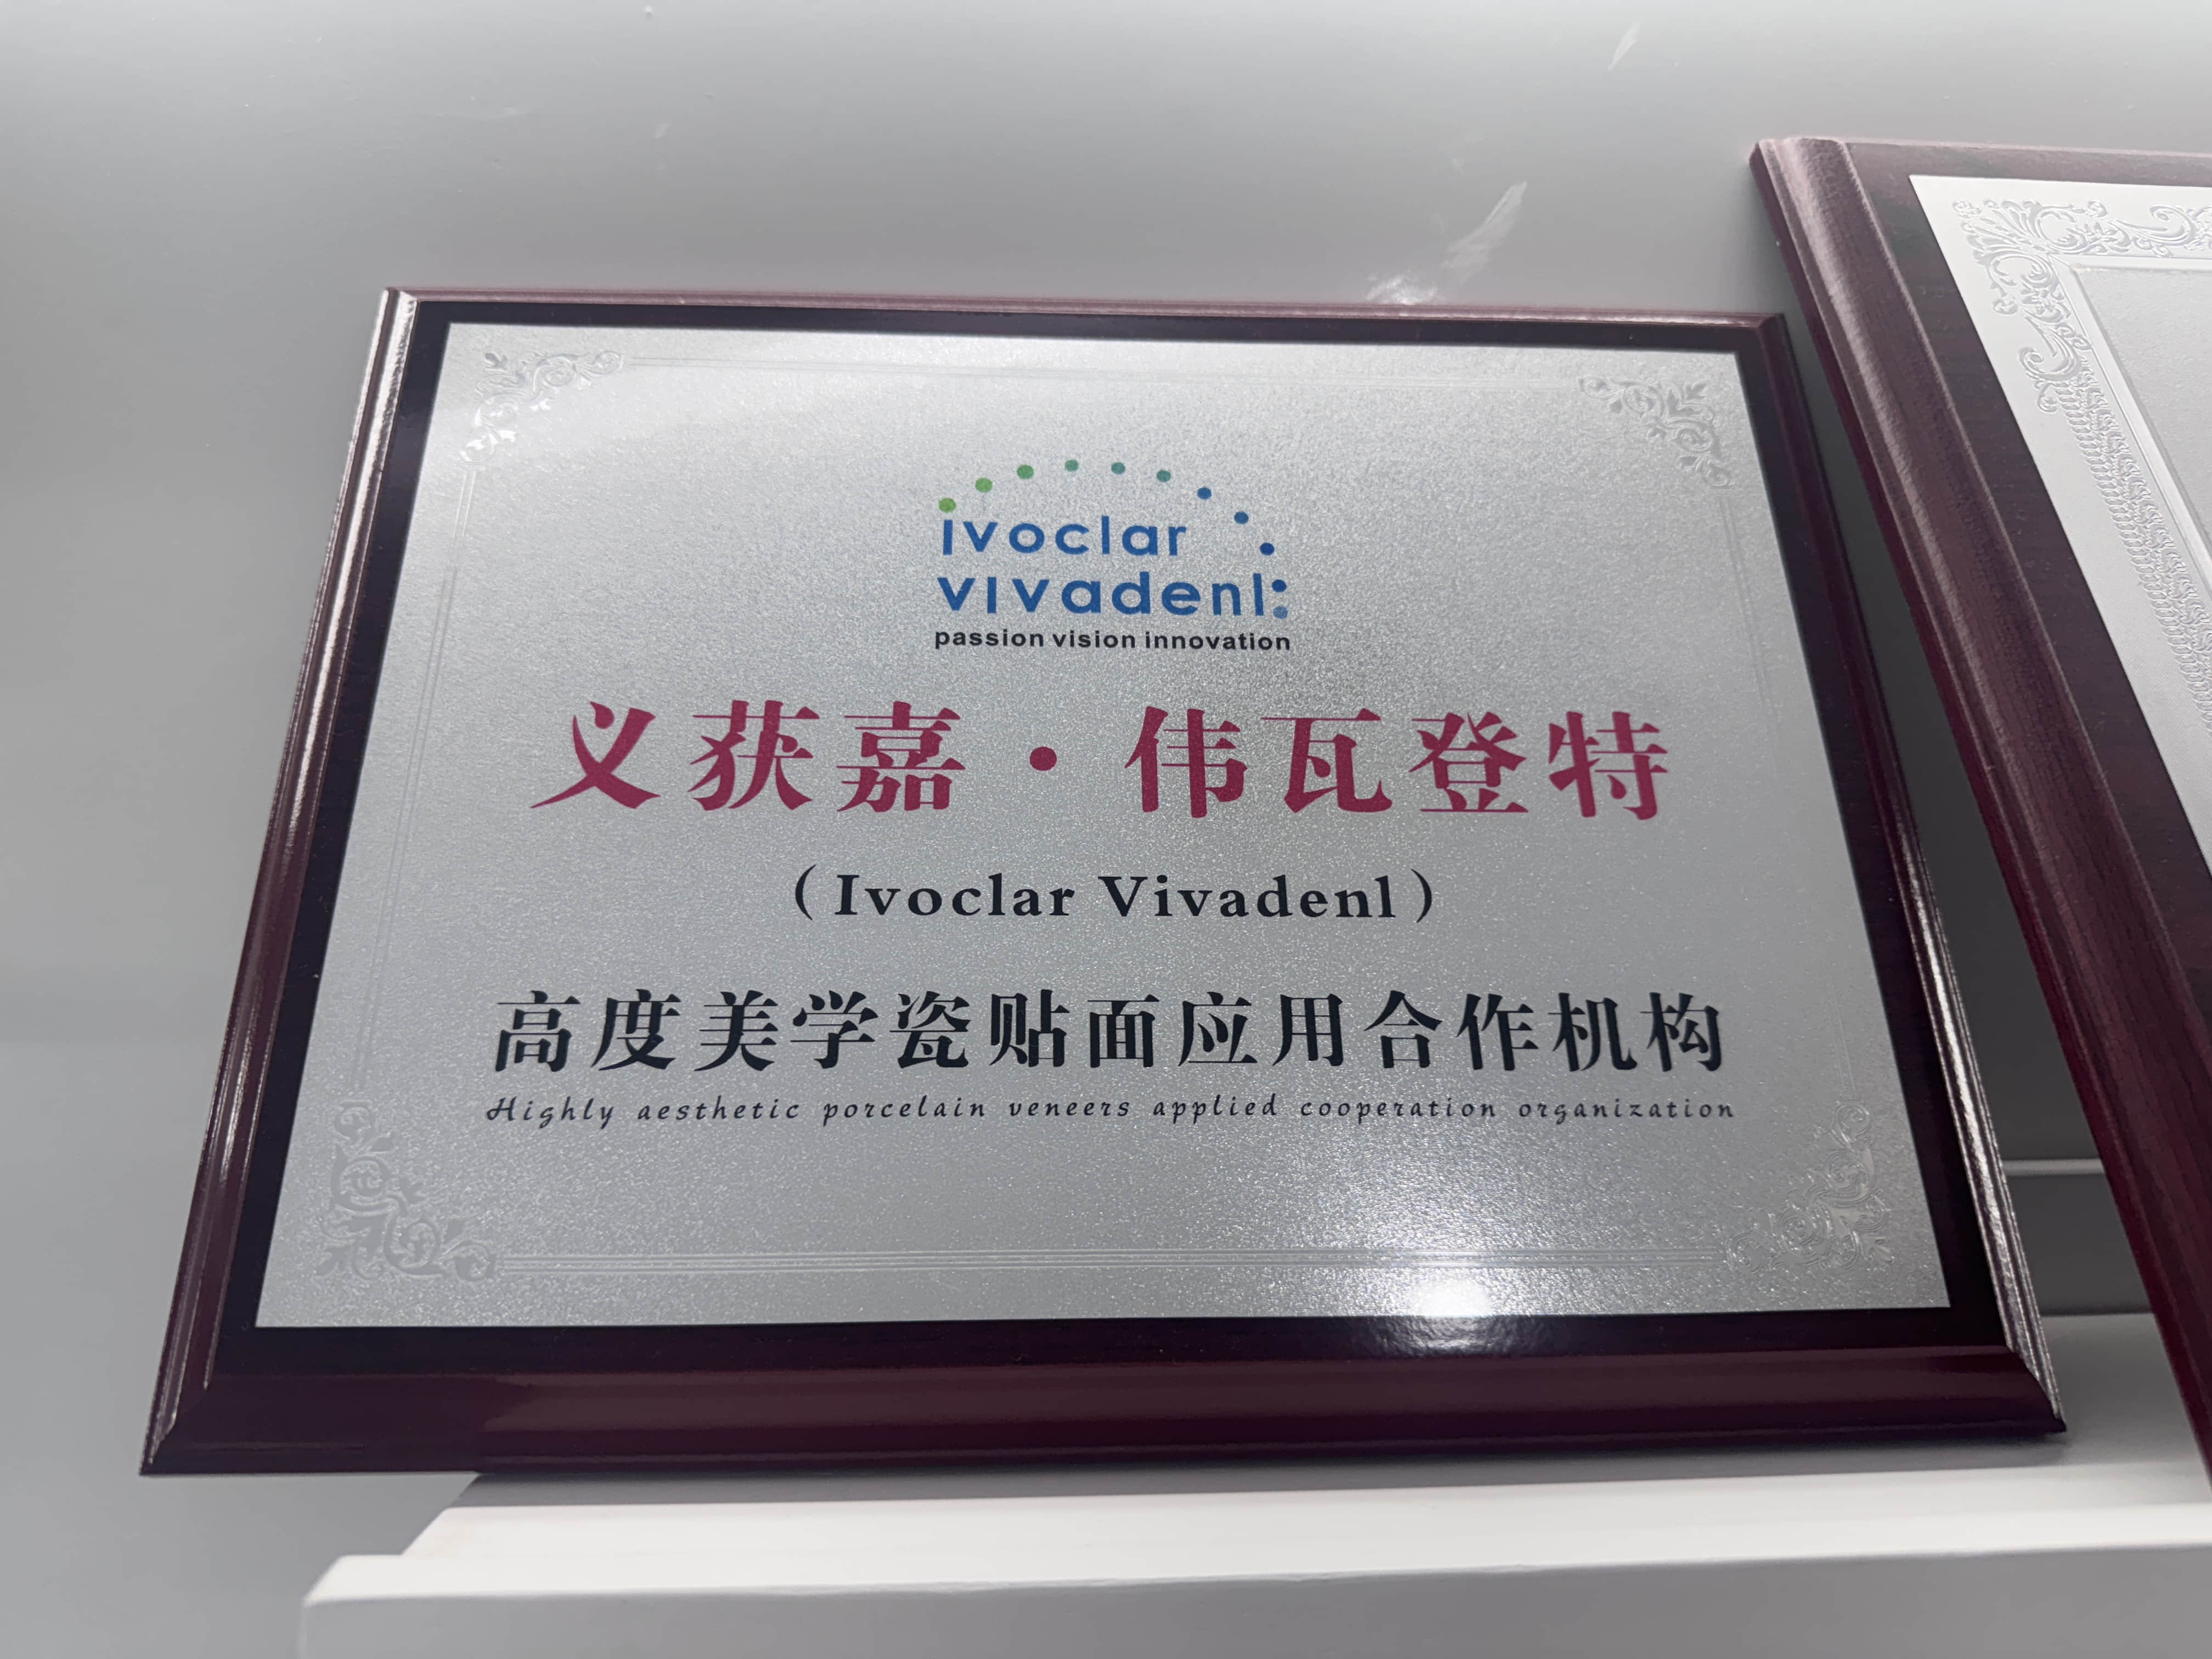 ivoclar
vivadenl:
passion vision innovation
义获嘉·伟瓦登特
(Ivoclar Vivadenl)
高度美学瓷贴面应用合作机构
Highly aesthetic porcelain veneers applied cooperation organization